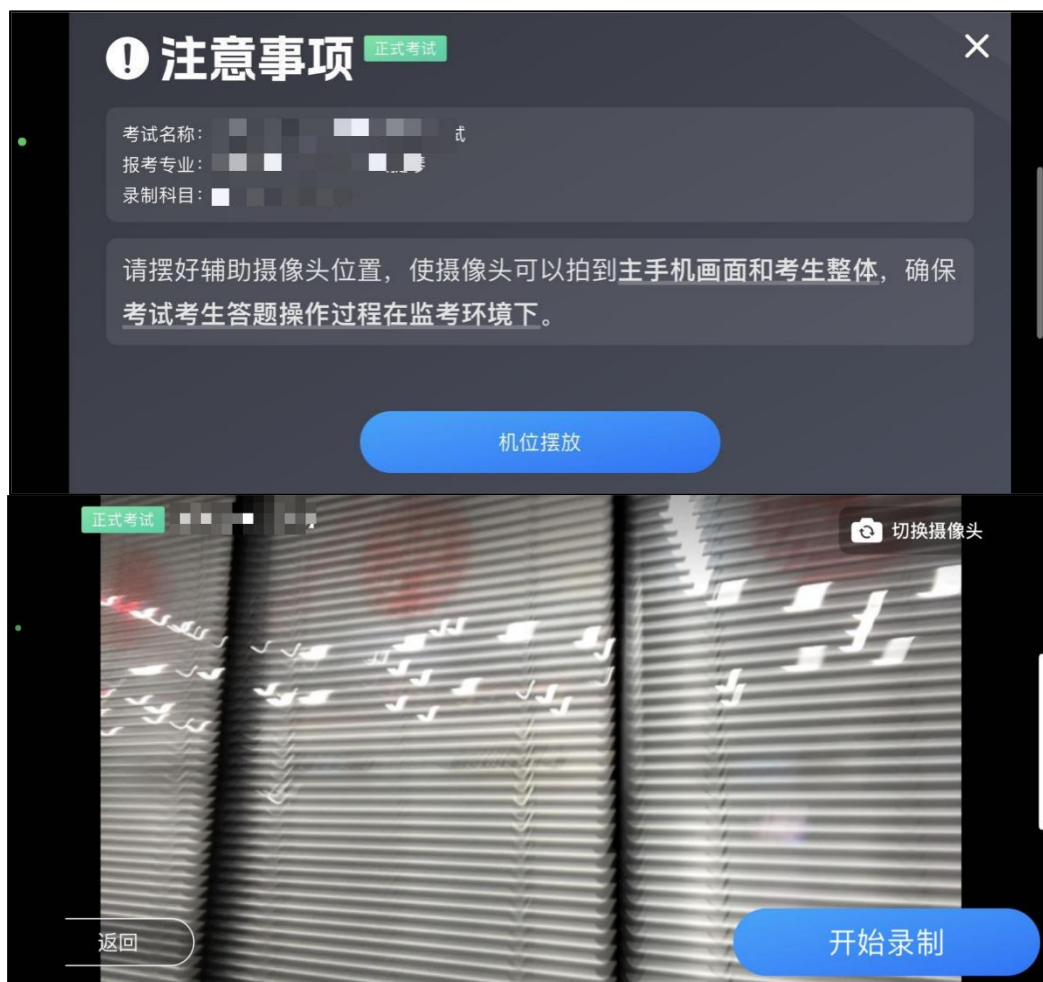 注意事项 正式考试
考试名称：
报考专业：
录制科目：
请摆好辅助摄像头位置，使摄像头可以拍到主手机画面和考生整体，确保
考试考生答题操作过程在监考环境下。
机位摆放
正式考试
切换摄像头
返回
开始录制